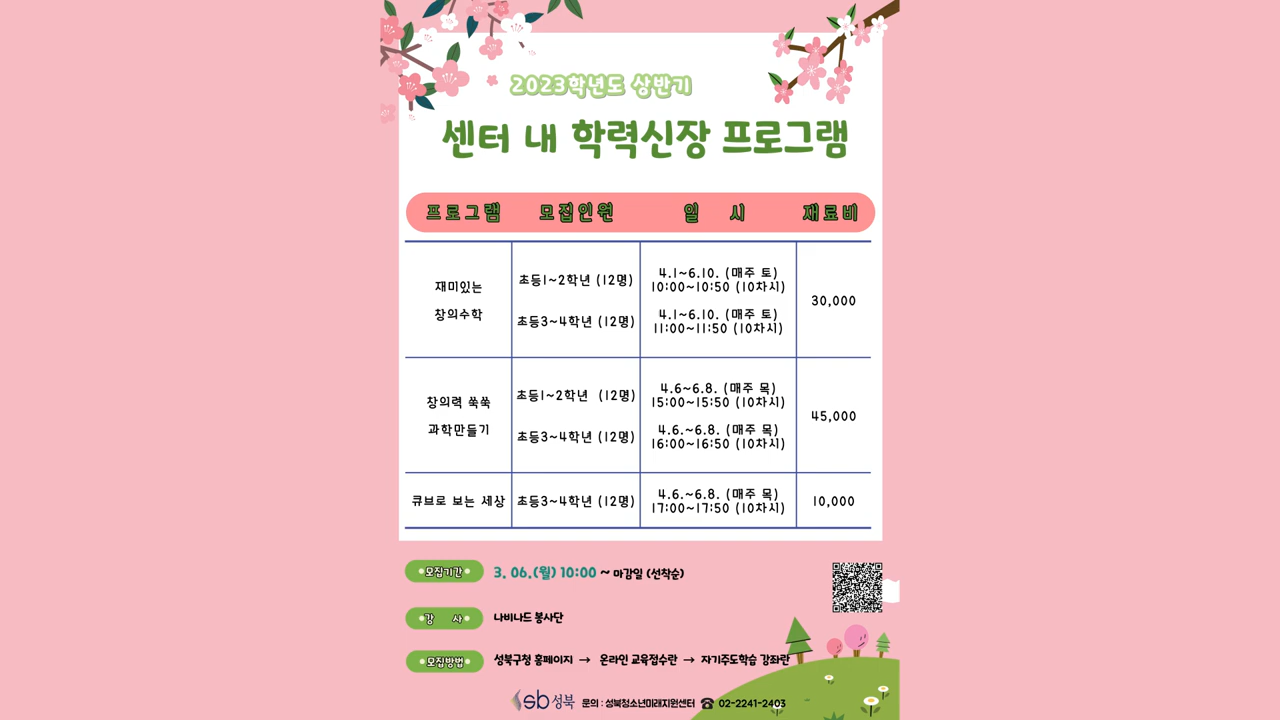 2023학년도 상반기
센터 내 학력신장 프로그램
프로그램 모집인원 일 시 재료비
재미있는
창의수학
초등1~2학년 (12명)
4.1~6.10. (매주 토)
10:00~10:50 (10차시)
초등3~4학년 (12명)
4.1~6.10. (매주 토)
11:00~11:50 (10차시)
30,000
창의력 쑥쑥
과학만들기
초등1~2학년 (12명)
4.6~6.8. (매주 목)
15:00~15:50 (10차시)
초등3~4학년 (12명)
4.6.~6.8. (매주 목)
16:00~16:50 (10차시)
45,000
큐브로 보는 세상
초등3~4학년 (12명)
4.6.~6.8. (매주 목)
17:00~17:50 (10차시)
10,000
모집기간 3. 06.(월) 10:00 ~ 마감일 (선착순)
강 사 나비나드 봉사단
모집방법 성북구청 홈페이지 → 온라인 교육접수란 → 자기주도학습 강좌란
sb 성북 문의 : 성북청소년미래지원센터 ☎ 02-2241-2403